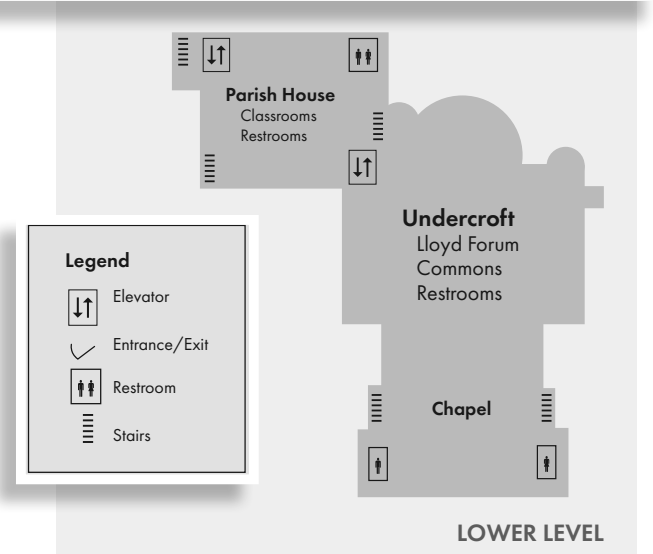 Parish House
Classrooms
Restrooms
Undercroft
Lloyd Forum
Commons
Restrooms
Legend
Elevator
Entrance/Exit
Restroom
Stairs
Chapel
LOWER LEVEL